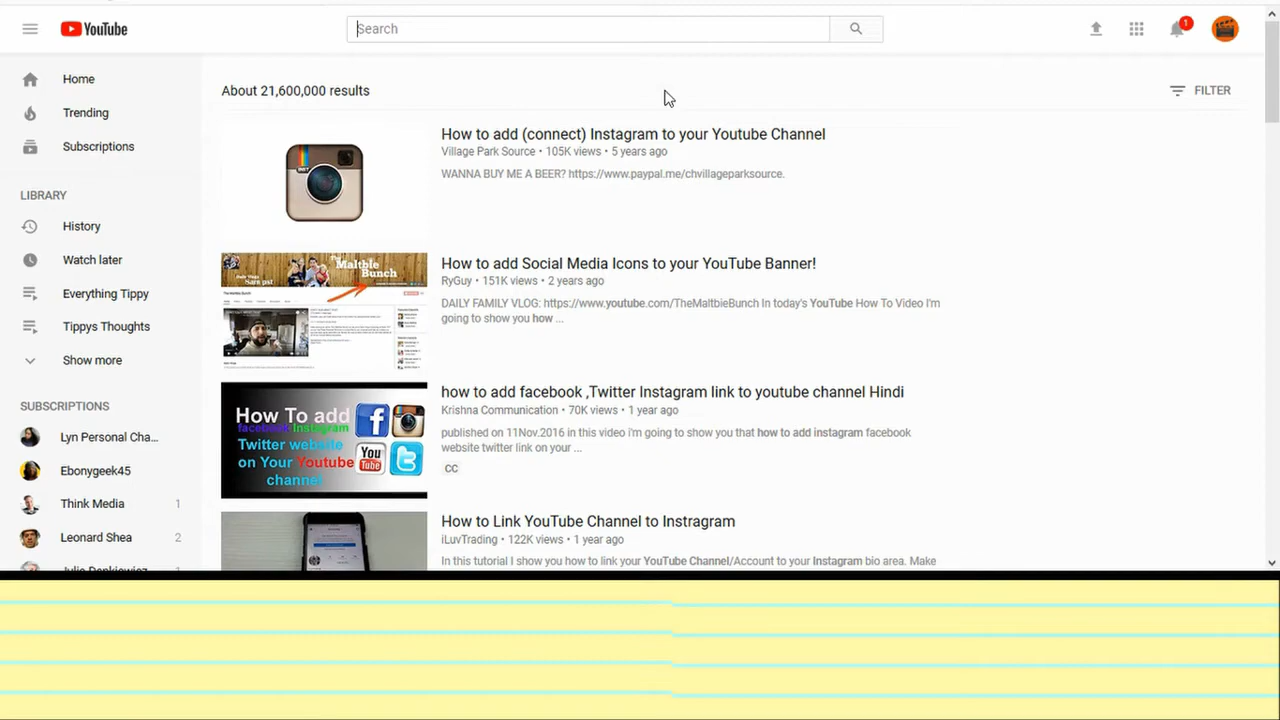 YouTube
Search
1
Home
Trending
Subscriptions
LIBRARY
History
Watch later
Everything Tippy
Tippys Thoughts
Show more
SUBSCRIPTIONS
Lyn Personal Cha...
Ebonygeek45
Think Media 1
Leonard Shea 2
About 21,600,000 results
FILTER
How to add (connect) Instagram to your Youtube Channel
Village Park Source • 105K views • 5 years ago
WANNA BUY ME A BEER? https://www.paypal.me/chvillageparksource.
Maltbie
Bunch
How to add Social Media Icons to your YouTube Banner!
RyGuy • 151K views • 2 years ago
DAILY FAMILY VLOG: https://www.youtube.com/TheMaltbieBunch In today's YouTube How To Video I'm
going to show you how ...
How To add
facebook Instagram
Twitter website
on Your Youtube
channel
You
Tube
how to add facebook ,Twitter Instagram link to youtube channel Hindi
Krishna Communication • 70K views • 1 year ago
published on 11Nov.2016 in this video i'm going to show you that how to add instagram facebook
website twitter link on your ...
CC
How to Link YouTube Channel to Instragram
iLuvTrading • 122K views • 1 year ago
In this tutorial I show you how to link your YouTube Channel/Account to your Instagram bio area. Make